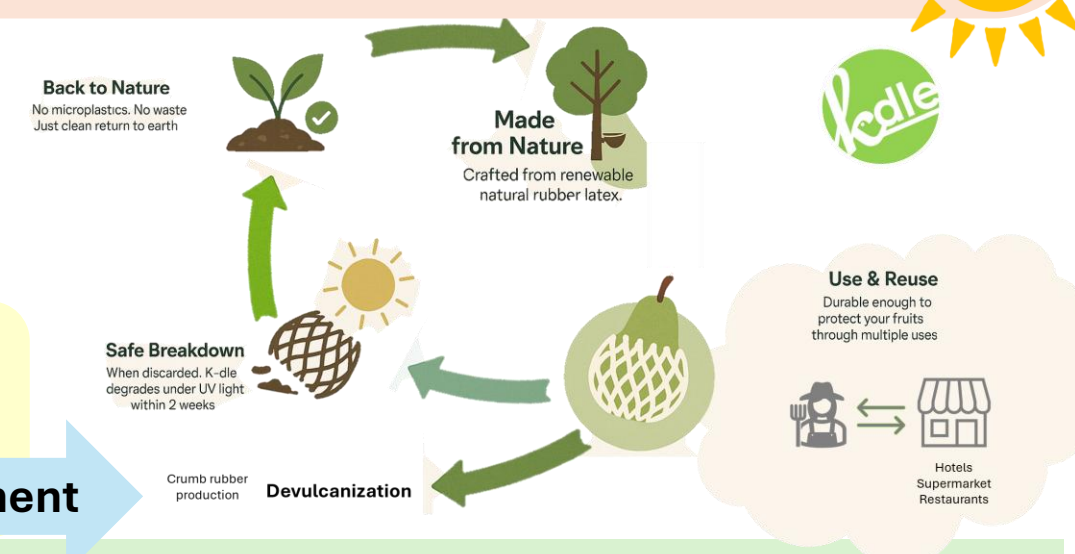 Back to Nature
No microplastics. No waste
Just clean return to earth
Made
from Nature
Crafted from renewable
natural rubber latex.
kdle
Use & Reuse
Durable enough to
protect your fruits
through multiple uses
Hotels
Supermarket
Restaurants
Safe Breakdown
When discarded. K-dle
degrades under UV light
within 2 weeks
Crumb rubber
production
Devulcanization